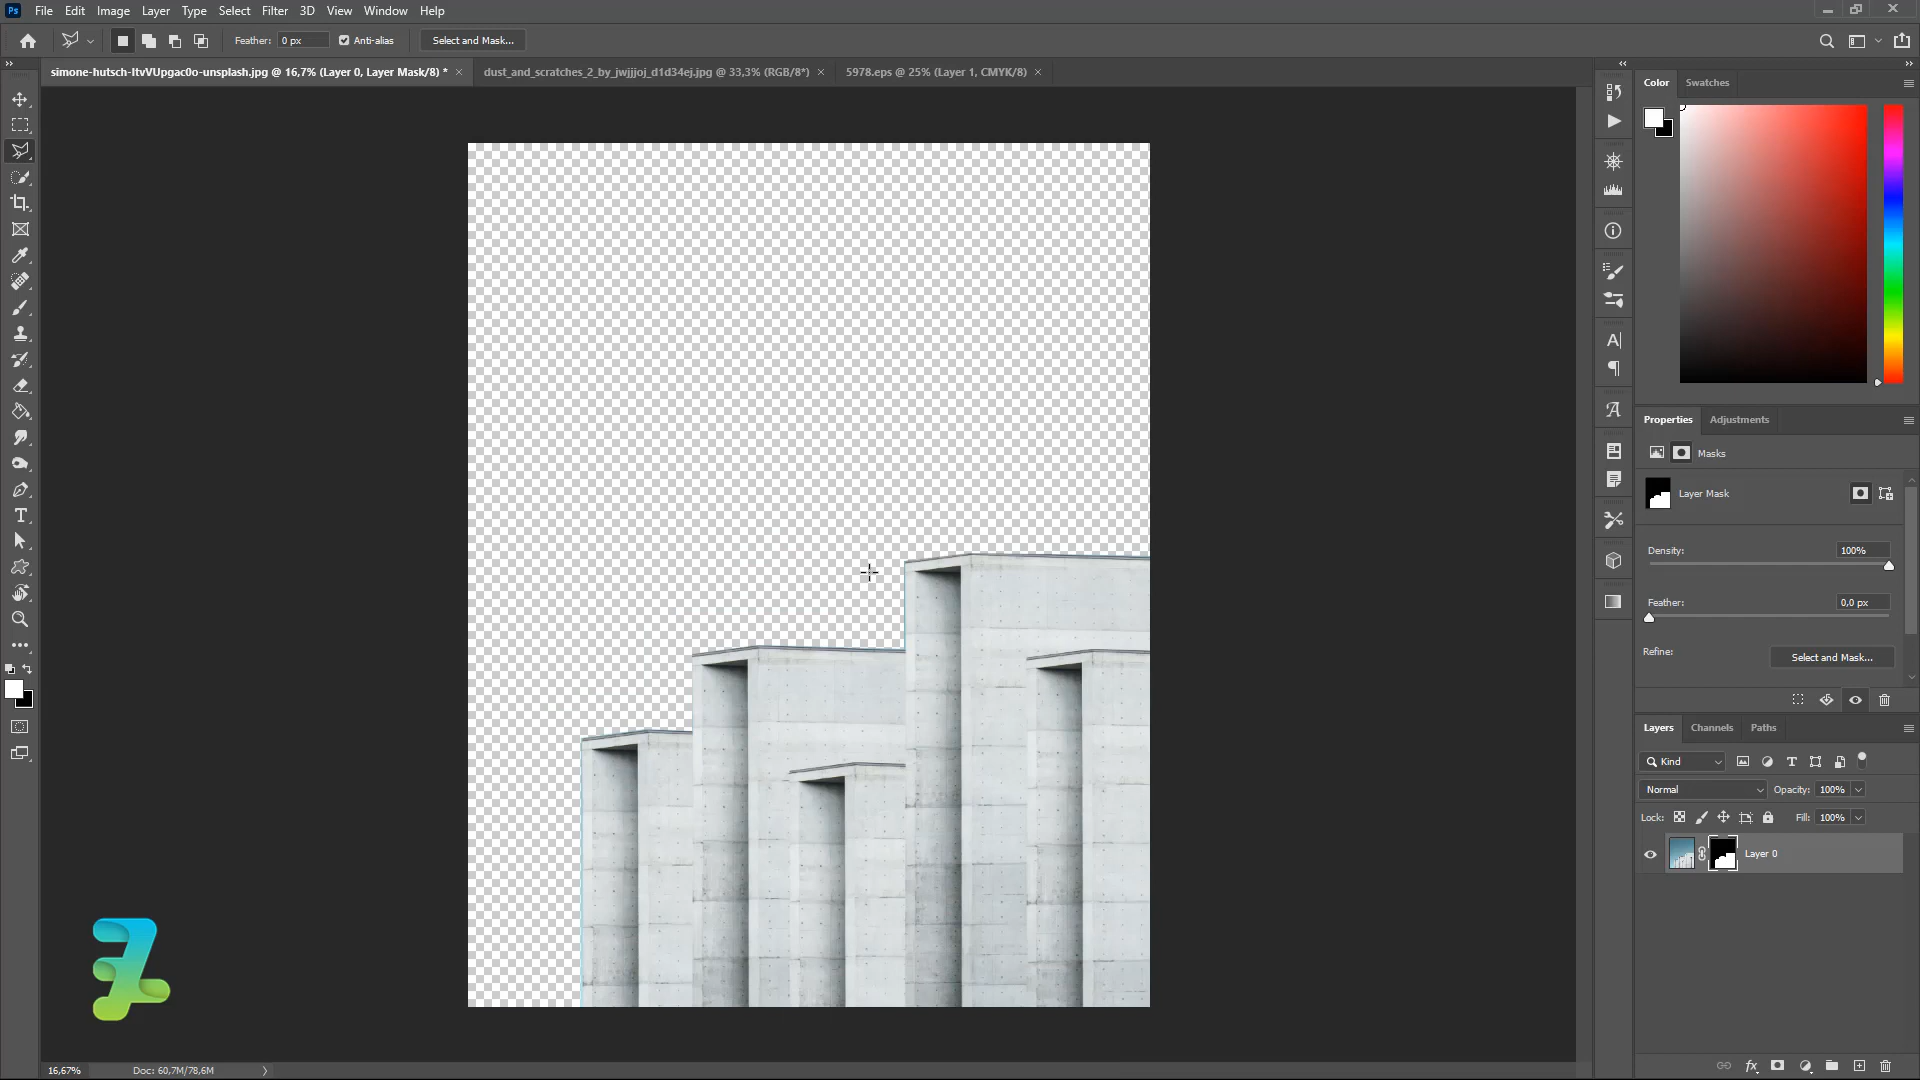 Ps File Edit Image Layer Type Select Filter 3D View Window Help
Feather: 0 px Anti-alias Select and Mask...
simone-hutsch-ItvVUpgac0o-unsplash.jpg @ 16,7% (Layer 0, Layer Mask/8) * dust_and_scratches_2_by_jwjjjoj_d1d34ej.jpg @ 33,3% (RGB/8*) 5978.eps @ 25% (Layer 1, CMYK/8)
Color Swatches
Properties Adjustments
Masks
Layer Mask
Density: 100%
Feather: 0,0 px
Refine: Select and Mask...
Layers Channels Paths
Kind
Normal Opacity: 100%
Lock: Fill: 100%
Layer 0
16,67% Doc: 60,7M/78,6M